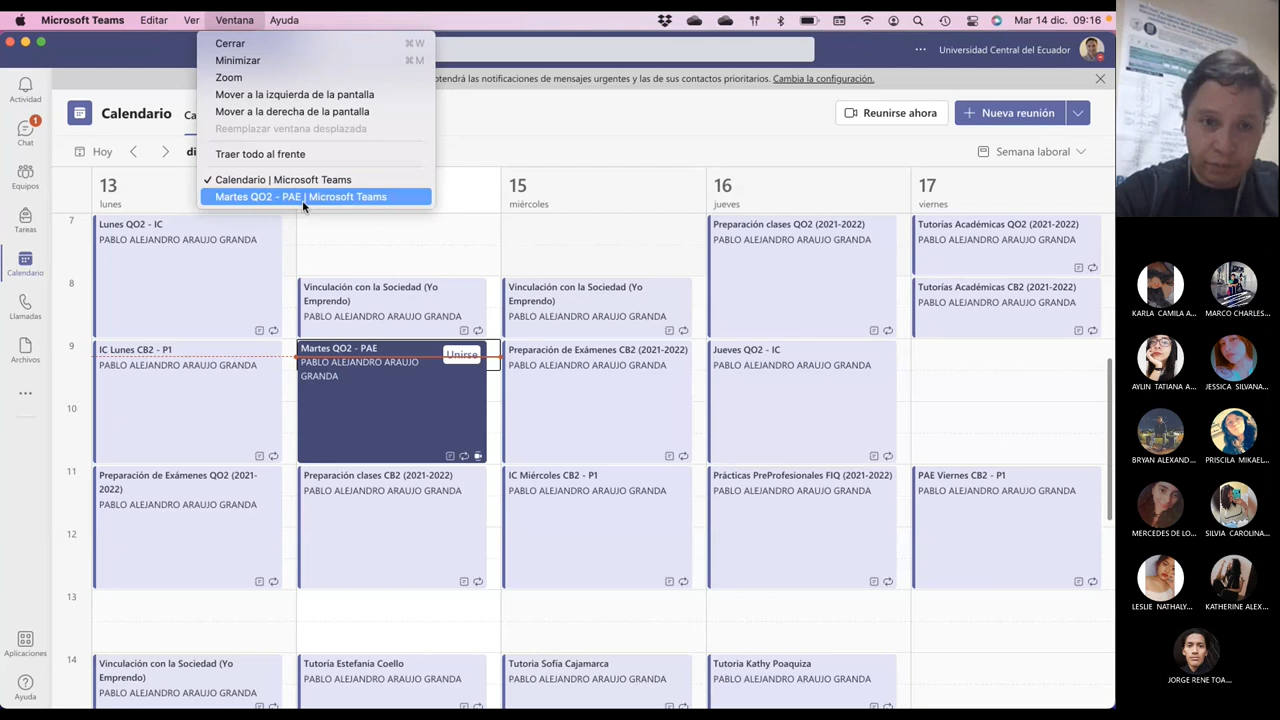 Microsoft Teams Editar Ver Ventana Ayuda Mar 14 dic. 09:16
Cerrar ⌘W
Minimizar ⌘M
Zoom
Mover a la izquierda de la pantalla
Mover a la derecha de la pantalla
Reemplazar ventana desplazada
Traer todo al frente
✓ Calendario | Microsoft Teams
Martes QO2 - PAE | Microsoft Teams
··· Universidad Central del Ecuador
otendrá las notificaciones de mensajes urgentes y las de sus contactos prioritarios. Cambia la configuración.
Actividad
Chat
1
Equipos
Tareas
Calendario
Llamadas
Archivos
Aplicaciones
Ayuda
Calendario Ca
Reunirse ahora
+ Nueva reunión
Hoy di
Semana laboral
13
lunes
15
miércoles
16
jueves
17
viernes
7
8
9
10
11
12
13
14
Lunes QO2 - IC
PABLO ALEJANDRO ARAUJO GRANDA
IC Lunes CB2 - P1
PABLO ALEJANDRO ARAUJO GRANDA
Preparación de Exámenes QO2 (2021-
2022)
PABLO ALEJANDRO ARAUJO GRANDA
Vinculación con la Sociedad (Yo
Emprendo)
PABLO ALEJANDRO ARAUJO GRANDA
Vinculación con la Sociedad (Yo
Emprendo)
PABLO ALEJANDRO ARAUJO GRANDA
Martes QO2 - PAE
PABLO ALEJANDRO ARAUJO
GRANDA
Unirse
Preparación clases CB2 (2021-2022)
PABLO ALEJANDRO ARAUJO GRANDA
Tutoria Estefania Coello
PABLO ALEJANDRO ARAUJO GRANDA
Vinculación con la Sociedad (Yo
Emprendo)
PABLO ALEJANDRO ARAUJO GRANDA
Preparación de Exámenes CB2 (2021-2022)
PABLO ALEJANDRO ARAUJO GRANDA
IC Miércoles CB2 - P1
PABLO ALEJANDRO ARAUJO GRANDA
Tutoria Sofia Cajamarca
PABLO ALEJANDRO ARAUJO GRANDA
Preparación clases QO2 (2021-2022)
PABLO ALEJANDRO ARAUJO GRANDA
Jueves QO2 - IC
PABLO ALEJANDRO ARAUJO GRANDA
Prácticas PreProfesionales FIQ (2021-2022)
PABLO ALEJANDRO ARAUJO GRANDA
Tutoria Kathy Poaquiza
PABLO ALEJANDRO ARAUJO GRANDA
Tutorías Académicas QO2 (2021-2022)
PABLO ALEJANDRO ARAUJO GRANDA
Tutorías Académicas CB2 (2021-2022)
PABLO ALEJANDRO ARAUJO GRANDA
PAE Viernes CB2 - P1
PABLO ALEJANDRO ARAUJO GRANDA
KARLA CAMILA A... MARCO CHARLES...
AYLIN TATIANA A... JESSICA SILVANA...
BRYAN ALEXAND... PRISCILA MIKAEL...
MERCEDES DE LO... SILVIA CAROLINA...
LESLIE NATHALY... KATHERINE ALEX...
JORGE RENE TOA...